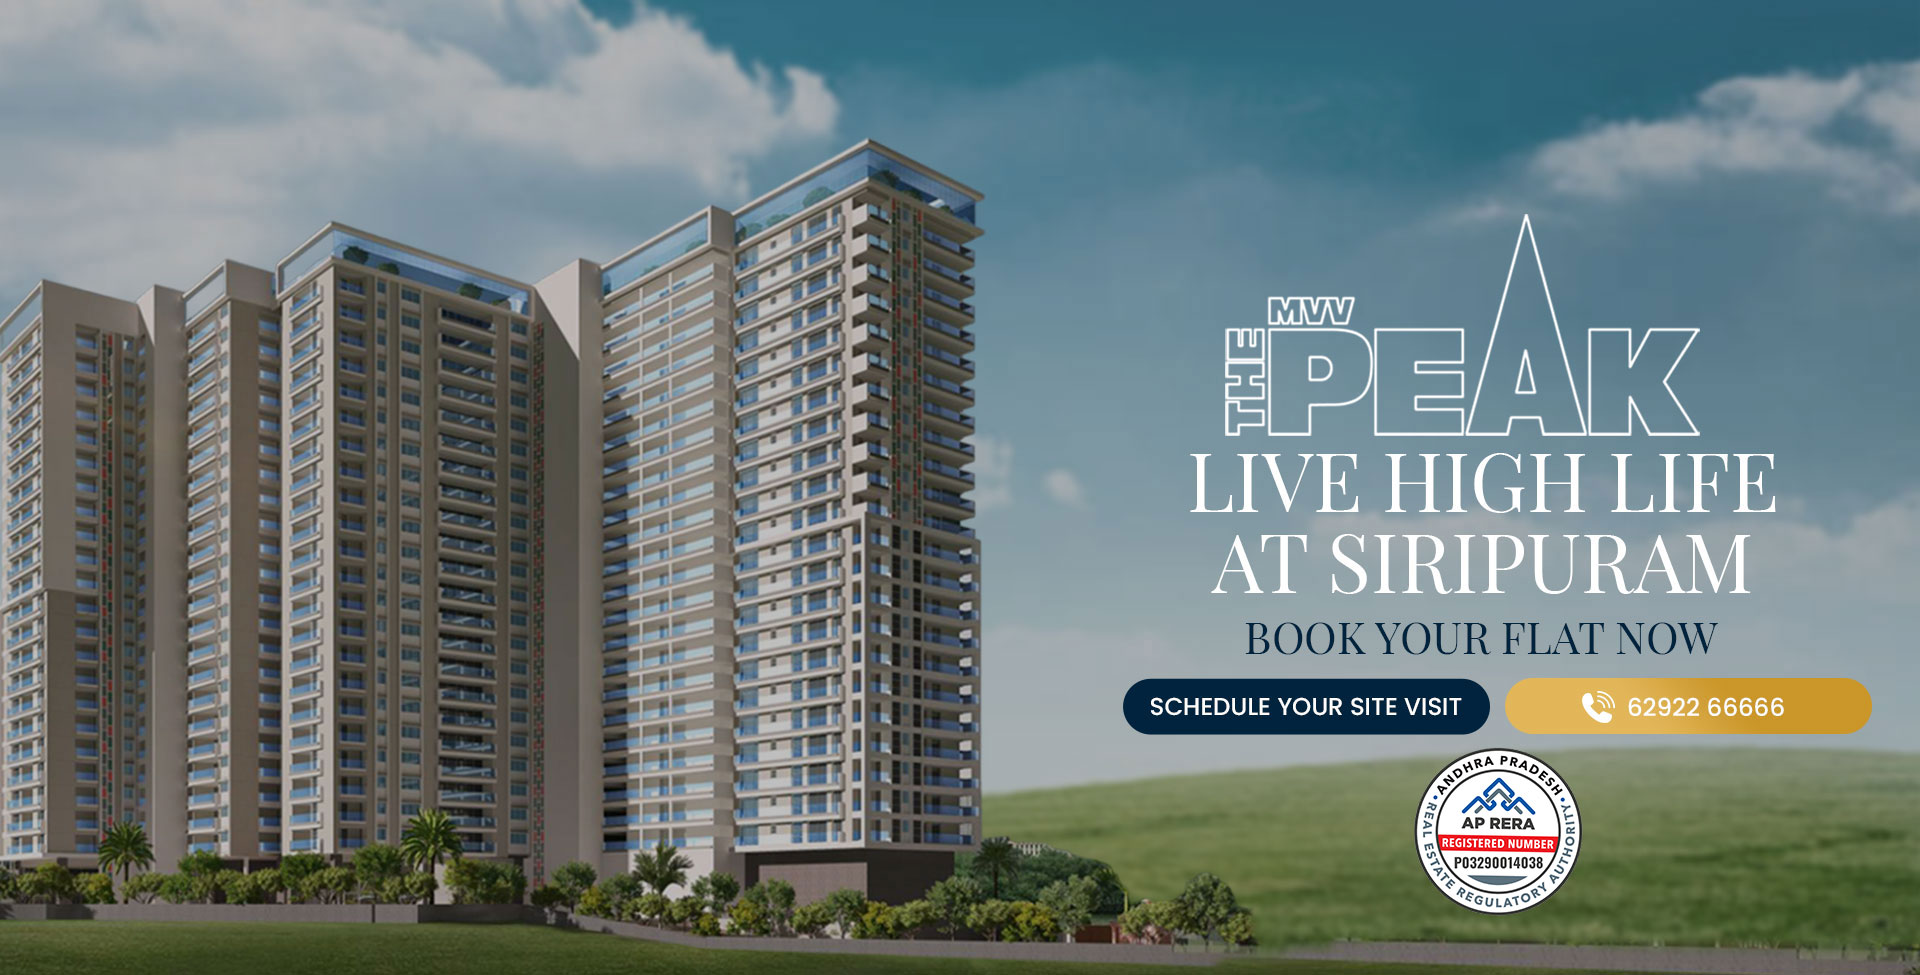 MVV
THE PEAK
LIVE HIGH LIFE
AT SIRIPURAM
BOOK YOUR FLAT NOW
SCHEDULE YOUR SITE VISIT
62922 66666
ANDHRA PRADESH
AP RERA
REGISTERED NUMBER
P03290014038
REAL ESTATE REGULATORY AUTHORITY